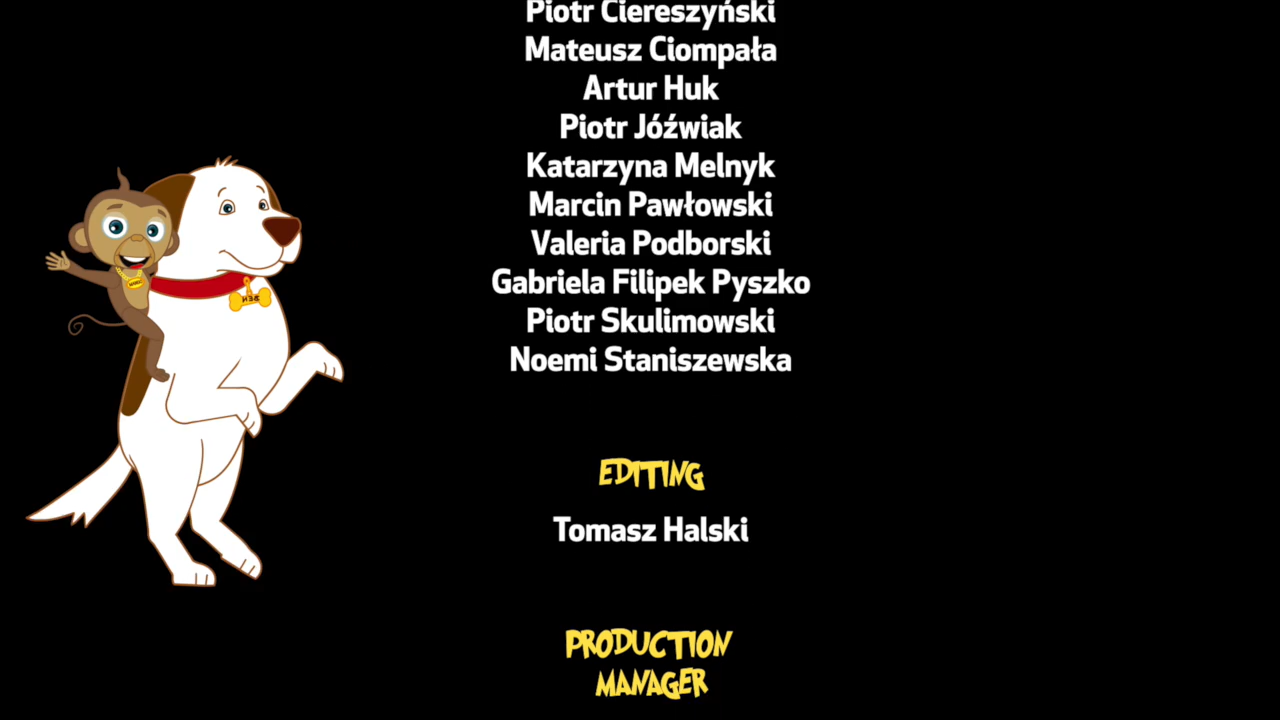 Piotr Ciereszyński
Mateusz Ciompała
Artur Huk
Piotr Jóźwiak
Katarzyna Melnyk
Marcin Pawłowski
Valeria Podborski
Gabriela Filipek Pyszko
Piotr Skulimowski
Noemi Staniszewska
EDITING
Tomasz Halski
PRODUCTION
MANAGER